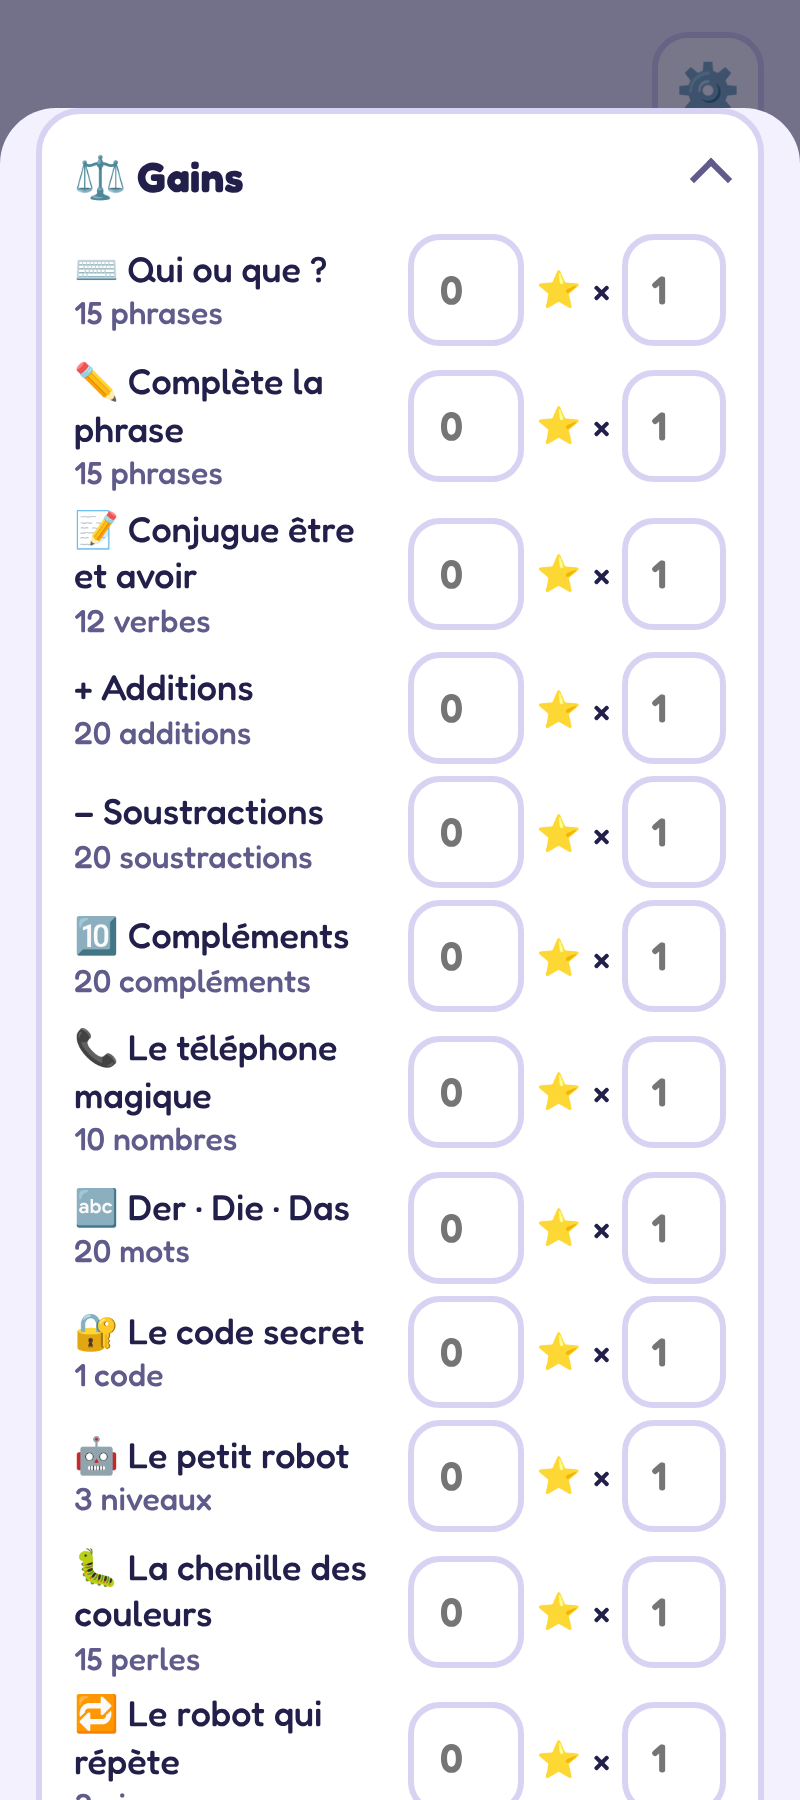 ⚖️ Gains
⌨️ Qui ou que ?
15 phrases
0 ⭐ × 1
✏️ Complète la
phrase
15 phrases
0 ⭐ × 1
📝 Conjugue être
et avoir
12 verbes
0 ⭐ × 1
+ Additions
20 additions
0 ⭐ × 1
− Soustractions
20 soustractions
0 ⭐ × 1
🔟 Compléments
20 compléments
0 ⭐ × 1
📞 Le téléphone
magique
10 nombres
0 ⭐ × 1
🔤 Der · Die · Das
20 mots
0 ⭐ × 1
🔐 Le code secret
1 code
0 ⭐ × 1
🤖 Le petit robot
3 niveaux
0 ⭐ × 1
🐛 La chenille des
couleurs
15 perles
0 ⭐ × 1
🔁 Le robot qui
répète
0 ⭐ × 1